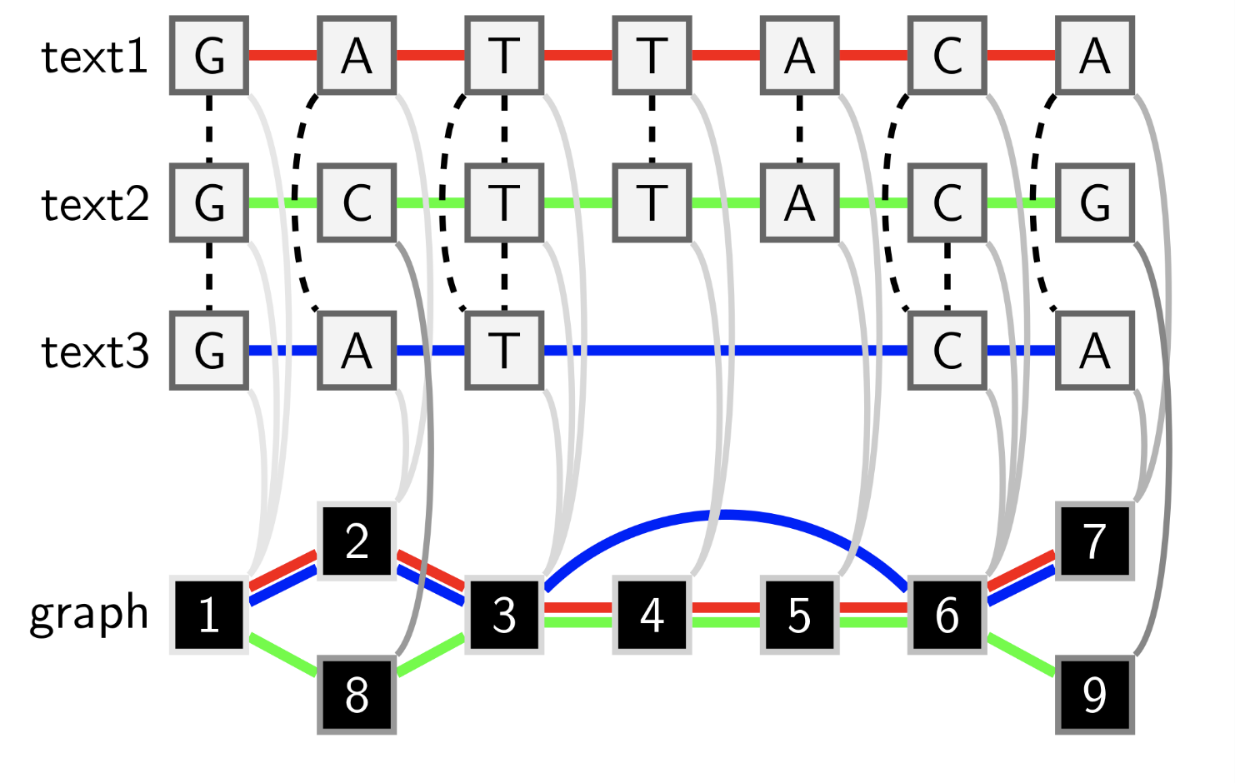 text1 G A T T A C A
text2 G C T T A C G
text3 G A T C A
2 7
graph 1 3 4 5 6
8 9